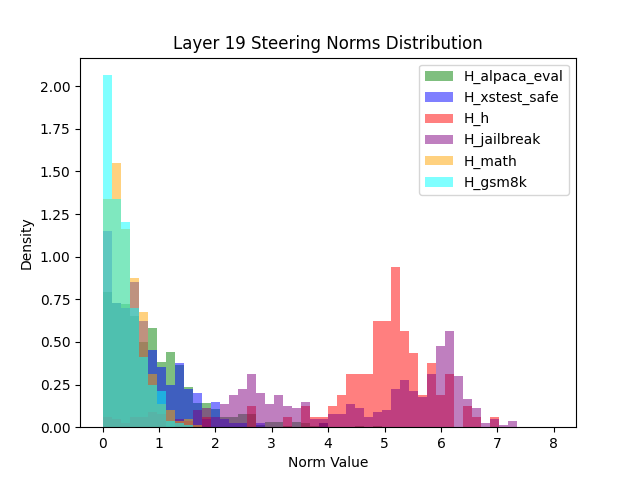 Layer 19 Steering Norms Distribution
H_alpaca_eval
H_xstest_safe
H_h
H_jailbreak
H_math
H_gsm8k
2.00
1.75
1.50
1.25
1.00
0.75
0.50
0.25
0.00
Density
0 1 2 3 4 5 6 7 8
Norm Value